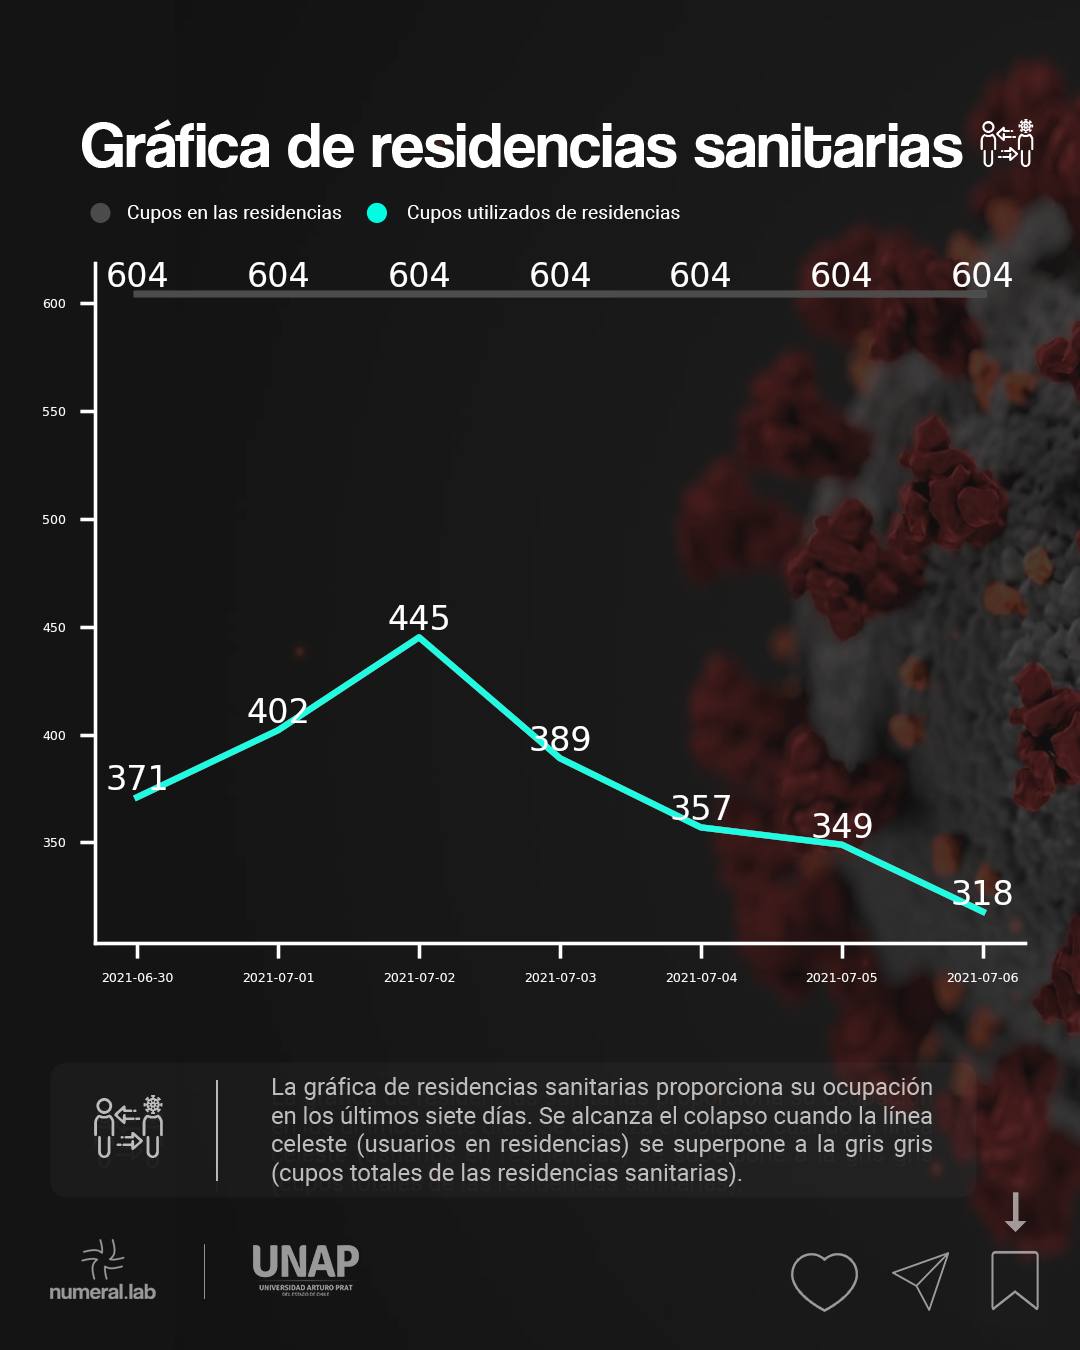 Gráfica de residencias sanitarias
Cupos en las residencias
Cupos utilizados de residencias
604 604 604 604 604 604 604
600
550
500
450
400
350
445
402
389
371
357
349
318
2021-06-30 2021-07-01 2021-07-02 2021-07-03 2021-07-04 2021-07-05 2021-07-06
La gráfica de residencias sanitarias proporciona su ocupación
en los últimos siete días. Se alcanza el colapso cuando la línea
celeste (usuarios en residencias) se superpone a la gris gris
(cupos totales de las residencias sanitarias).
numeral.lab
UNAP
UNIVERSIDAD ARTURO PRAT
DEL ESTADO DE CHILE